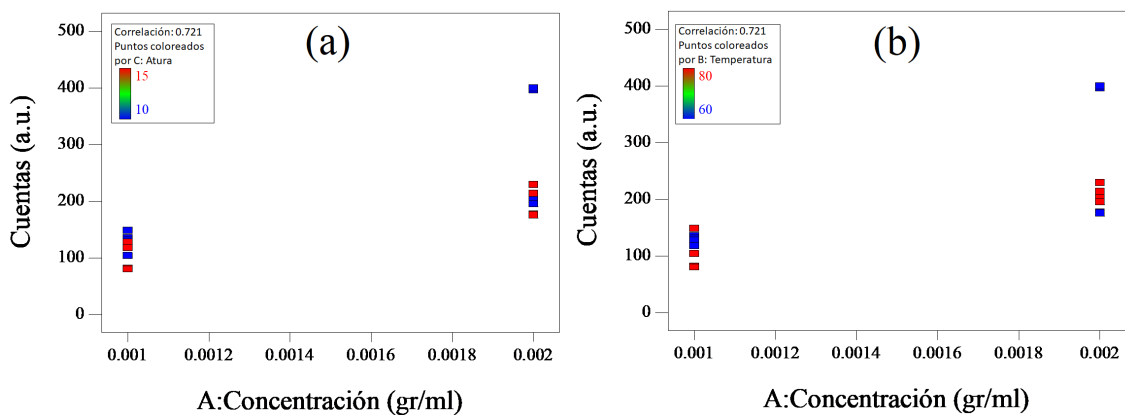 (a)
Correlación: 0.721
Puntos coloreados
por C: Atura
15
10
500
400
300
200
100
0
Cuentas (a.u.)
0.001 0.0012 0.0014 0.0016 0.0018 0.002
A:Concentración (gr/ml)
(b)
Correlación: 0.721
Puntos coloreados
por B: Temperatura
80
60
500
400
300
200
100
0
Cuentas (a.u.)
0.001 0.0012 0.0014 0.0016 0.0018 0.002
A:Concentración (gr/ml)